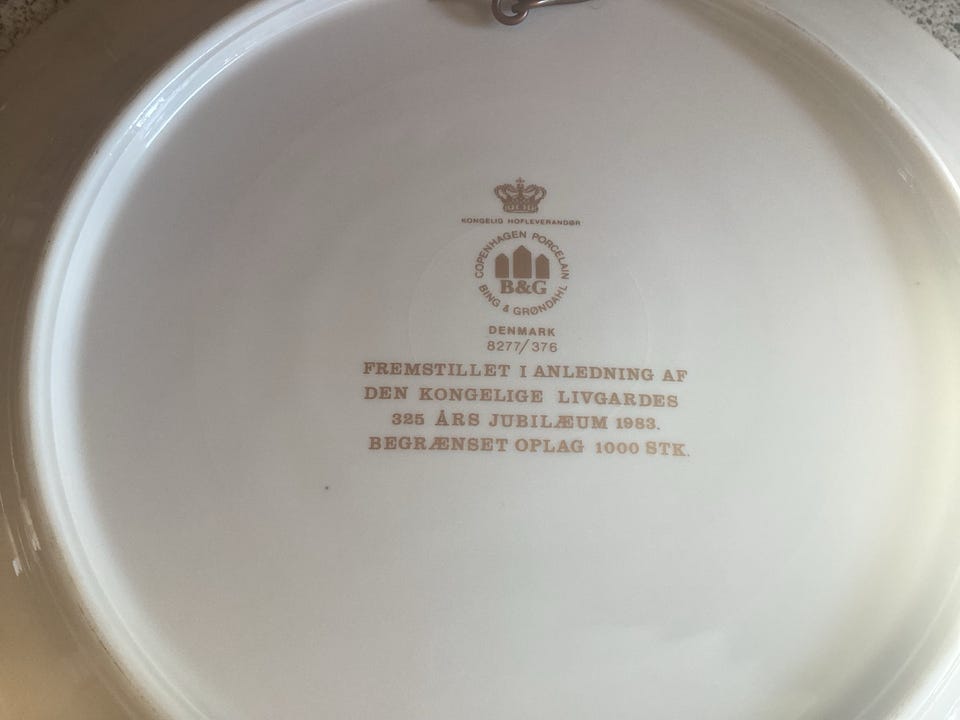 KONGELIG HOFLEVERANDØR
COPENHAGEN PORCELAIN
B&G
BING & GRØNDAHL
DENMARK
8277/376
FREMSTILLET I ANLEDNING AF
DEN KONGELIGE LIVGARDES
325 ÅRS JUBILÆUM 1983.
BEGRÆNSET OPLAG 1000 STK.